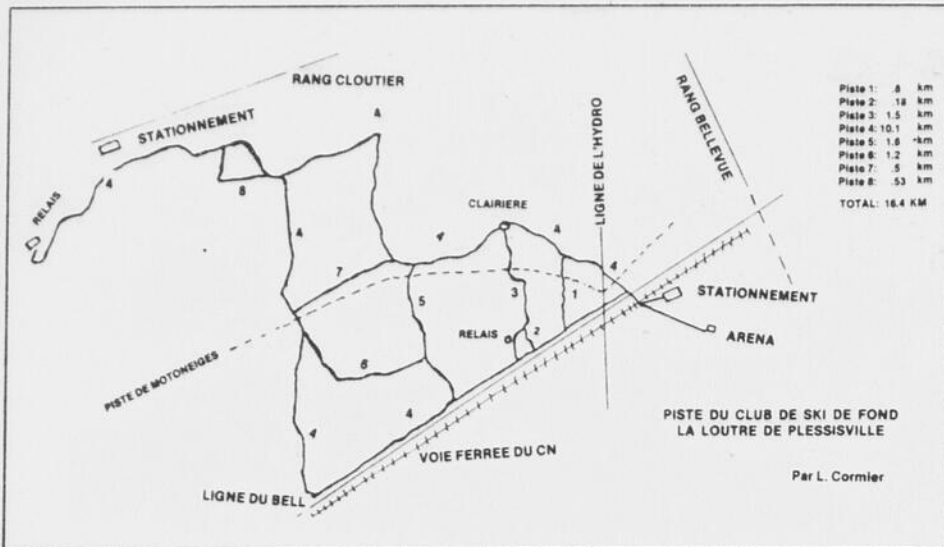 RANG CLOUTIER
STATIONNEMENT
RELAIS
4
4
8
4
7
4
CLAIRIERE
4
LIGNE DE L'HYDRO
4
RANG BELLEVUE
Piste 1: .8 km
Piste 2: .18 km
Piste 3: 1.5 km
Piste 4: 10.1 km
Piste 5: 1.6 km
Piste 6: 1.2 km
Piste 7: .5 km
Piste 8: .53 km
TOTAL: 16.4 KM
5
3
1
2
RELAIS
STATIONNEMENT
ARENA
PISTE DE MOTONEIGES
6
4
4
LIGNE DU BELL
VOIE FERREE DU CN
PISTE DU CLUB DE SKI DE FOND
LA LOUTRE DE PLESSISVILLE
Par L. Cormier